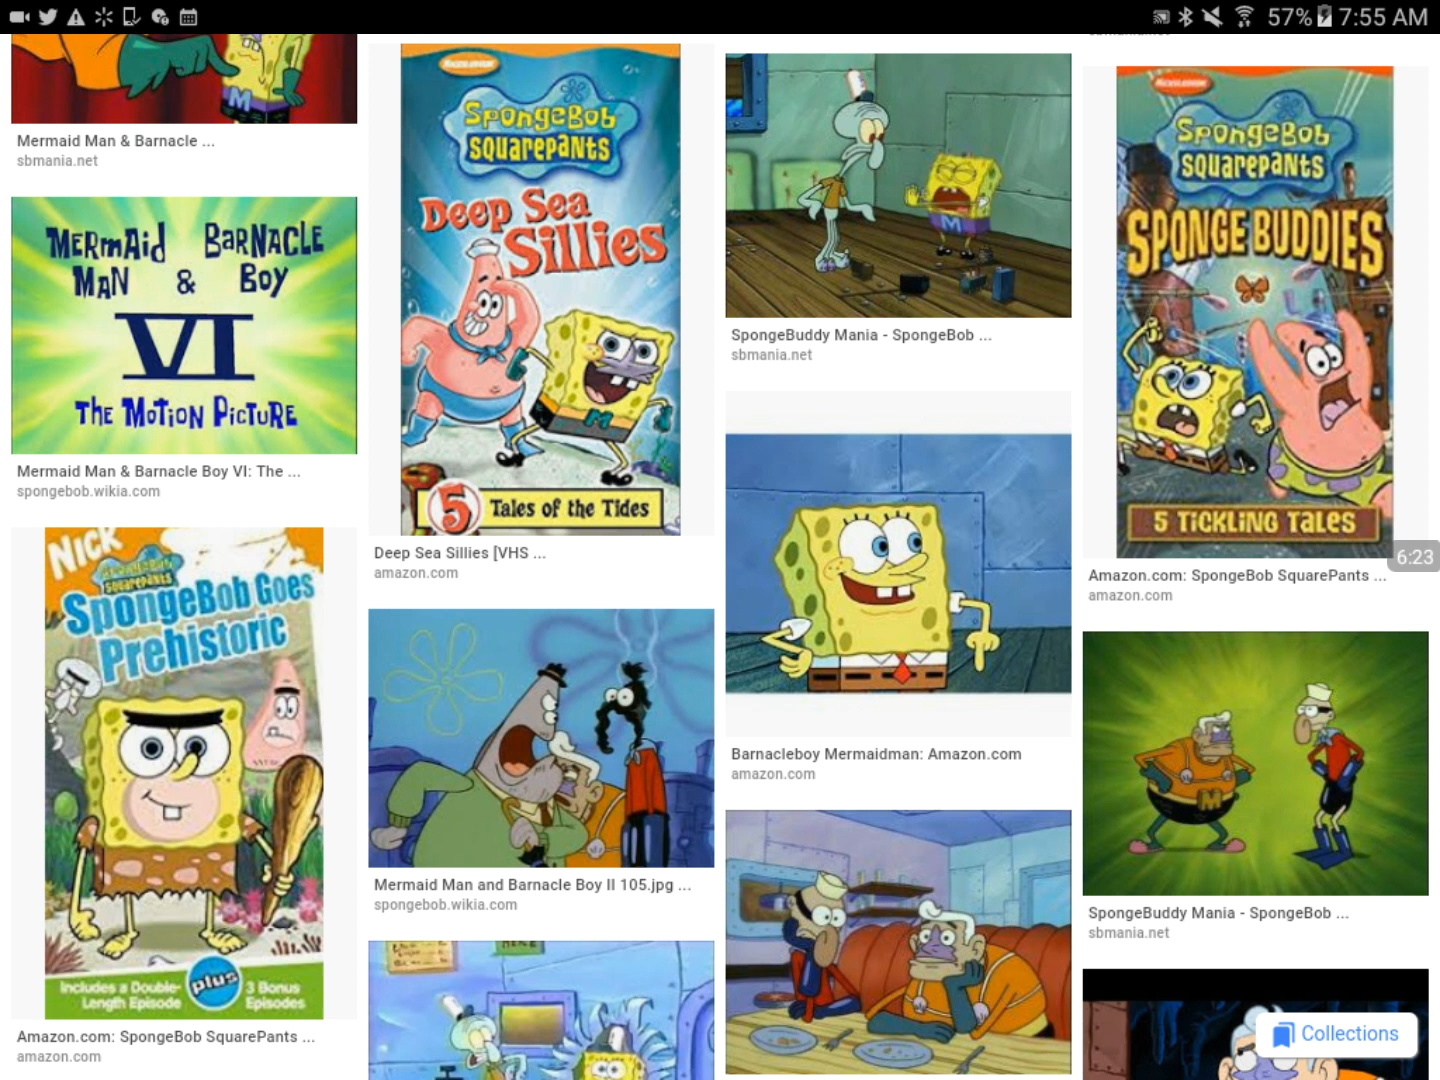 57% 7:55 AM
Mermaid Man & Barnacle ...
sbmania.net
MERMAID BARNACLE
MAN & BOY
VI
THE MOTION PICTURE
Mermaid Man & Barnacle Boy VI: The ...
spongebob.wikia.com
NICK
SPONGEBOB
SQUAREPANTS
SpongeBob Goes
Prehistoric
Includes a Double-
Length Episode
plus
3 Bonus
Episodes
Amazon.com: SpongeBob SquarePants ...
amazon.com
NICKELODEON
SPONGEBOB
SQUAREPANTS
Deep Sea
Sillies
M
5 Tales of the Tides
Deep Sea Sillies [VHS ...
amazon.com
Mermaid Man and Barnacle Boy II 105.jpg ...
spongebob.wikia.com
M
SpongeBuddy Mania - SpongeBob ...
sbmania.net
Barnacleboy Mermaidman: Amazon.com
amazon.com
NICKELODEON
SPONGEBOB
SQUAREPANTS
SPONGE BUDDIES
5 TICKLING TALES
6:23
Amazon.com: SpongeBob SquarePants ...
amazon.com
M
SpongeBuddy Mania - SpongeBob ...
sbmania.net
Collections